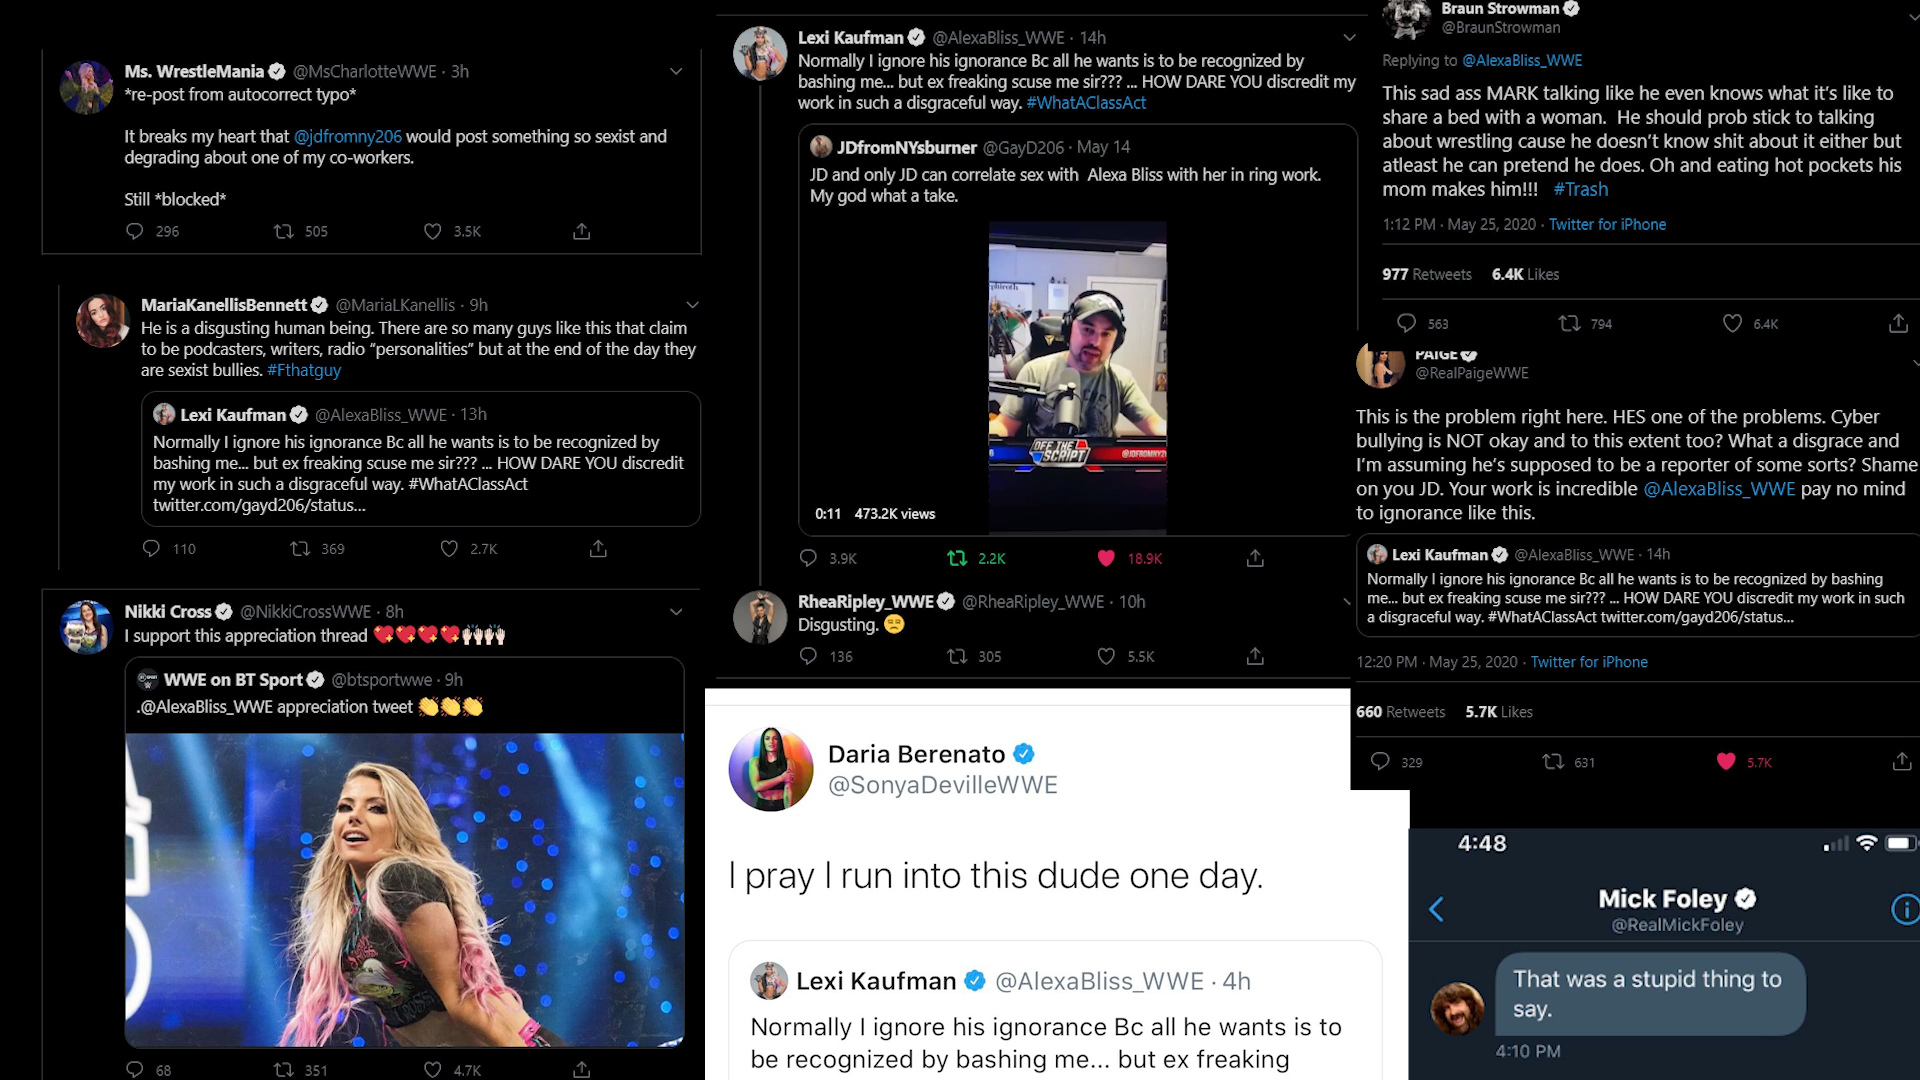 Ms. WrestleMania @MsCharlotteWWE · 3h
*re-post from autocorrect typo*
It breaks my heart that @jdfromny206 would post something so sexist and
degrading about one of my co-workers.
Still *blocked*
296 505 3.5K
MariaKanellisBennett @MariaLKanellis · 9h
He is a disgusting human being. There are so many guys like this that claim
to be podcasters, writers, radio “personalities” but at the end of the day they
are sexist bullies. #Fthatguy
Lexi Kaufman @AlexaBliss_WWE · 13h
Normally I ignore his ignorance Bc all he wants is to be recognized by
bashing me... but ex freaking scuse me sir??? ... HOW DARE YOU discredit
my work in such a disgraceful way. #WhatAClassAct
twitter.com/gayd206/status...
110 369 2.7K
Nikki Cross @NikkiCrossWWE · 8h
I support this appreciation thread 💖💖💖💖🙌🏻🙌🏻
WWE on BT Sport @btsportwwe · 9h
.@AlexaBliss_WWE appreciation tweet 👏👏👏
68 351 4.7K
Lexi Kaufman @AlexaBliss_WWE · 14h
Normally I ignore his ignorance Bc all he wants is to be recognized by
bashing me... but ex freaking scuse me sir??? ... HOW DARE YOU discredit my
work in such a disgraceful way. #WhatAClassAct
JDfromNYsburner @GayD206 · May 14
JD and only JD can correlate sex with Alexa Bliss with her in ring work.
My god what a take.
OFF THE
SCRIPT
@JDFROMNY2
0:11 473.2K views
3.9K 2.2K 18.9K
RheaRipley_WWE @RheaRipley_WWE · 10h
Disgusting. 😒
136 305 5.5K
Daria Berenato
@SonyaDevilleWWE
I pray I run into this dude one day.
Lexi Kaufman @AlexaBliss_WWE · 4h
Normally I ignore his ignorance Bc all he wants is to
be recognized by bashing me... but ex freaking
Braun Strowman
@BraunStrowman
Replying to @AlexaBliss_WWE
This sad ass MARK talking like he even knows what it’s like to
share a bed with a woman. He should prob stick to talking
about wrestling cause he doesn’t know shit about it either but
atleast he can pretend he does. Oh and eating hot pockets his
mom makes him!!! #Trash
1:12 PM · May 25, 2020 · Twitter for iPhone
977 Retweets 6.4K Likes
563 794 6.4K
PAIGE
@RealPaigeWWE
This is the problem right here. HES one of the problems. Cyber
bullying is NOT okay and to this extent too? What a disgrace and
I’m assuming he’s supposed to be a reporter of some sorts? Shame
on you JD. Your work is incredible @AlexaBliss_WWE pay no mind
to ignorance like this.
Lexi Kaufman @AlexaBliss_WWE · 14h
Normally I ignore his ignorance Bc all he wants is to be recognized by bashing
me... but ex freaking scuse me sir??? ... HOW DARE YOU discredit my work in such
a disgraceful way. #WhatAClassAct twitter.com/gayd206/status...
12:20 PM · May 25, 2020 · Twitter for iPhone
660 Retweets 5.7K Likes
329 631 5.7K
4:48
Mick Foley
@RealMickFoley
That was a stupid thing to
say.
4:10 PM